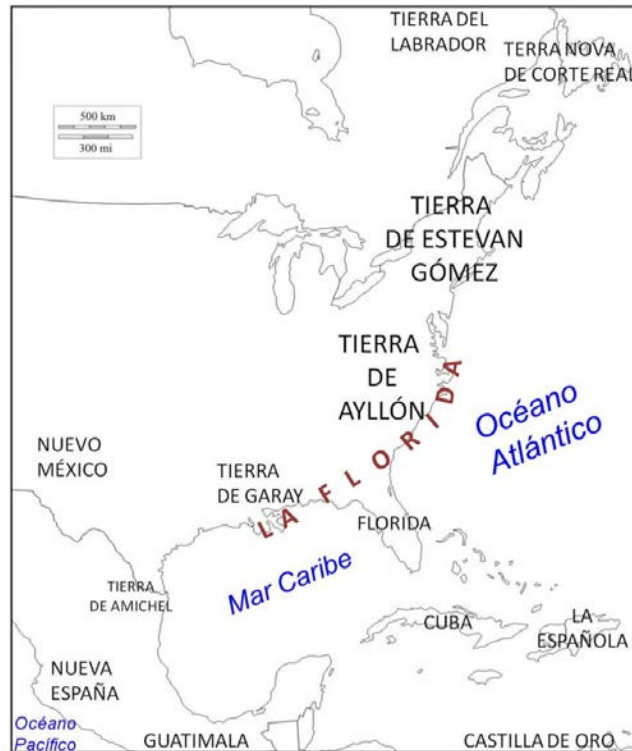 TIERRA DEL
LABRADOR
TERRA NOVA
DE CORTE REAL
500 km
300 mi
TIERRA
DE ESTEVAN
GÓMEZ
TIERRA
DE
AYLLÓN
LA FLORIDA
Océano
Atlántico
NUEVO
MÉXICO
TIERRA
DE GARAY
FLORIDA
Mar Caribe
TIERRA
DE AMICHEL
CUBA
LA
ESPAÑOLA
NUEVA
ESPAÑA
Océano
Pacífico
GUATIMALA
CASTILLA DE ORO